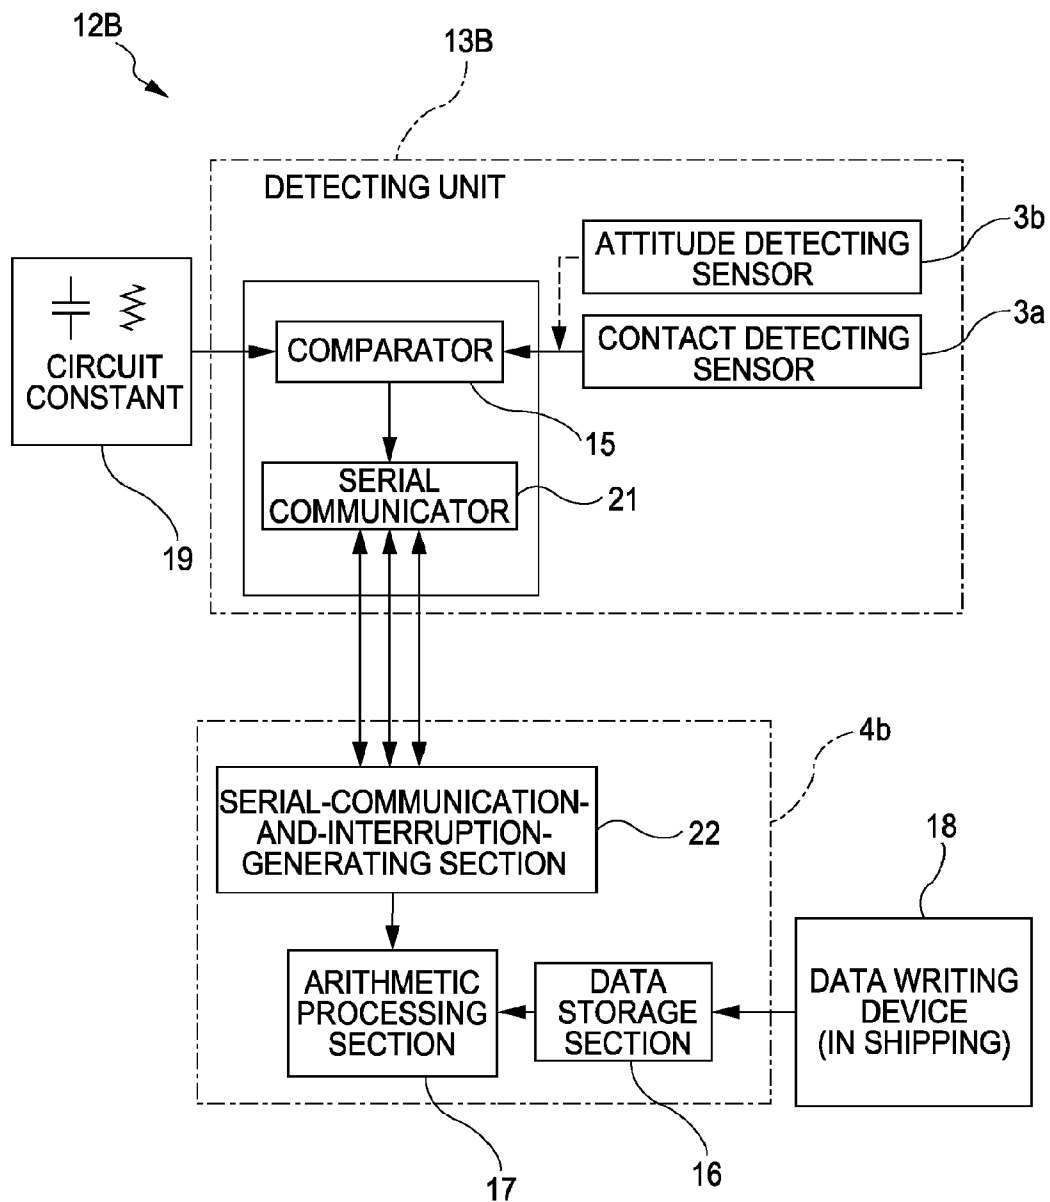 12B
13B
DETECTING UNIT
ATTITUDE DETECTING
SENSOR
3b
CONTACT DETECTING
SENSOR
3a
CIRCUIT
CONSTANT
COMPARATOR
15
SERIAL
COMMUNICATOR
21
19
4b
SERIAL-COMMUNICATION-
AND-INTERRUPTION-
GENERATING SECTION
22
18
ARITHMETIC
PROCESSING
SECTION
DATA
STORAGE
SECTION
DATA WRITING
DEVICE
(IN SHIPPING)
17
16